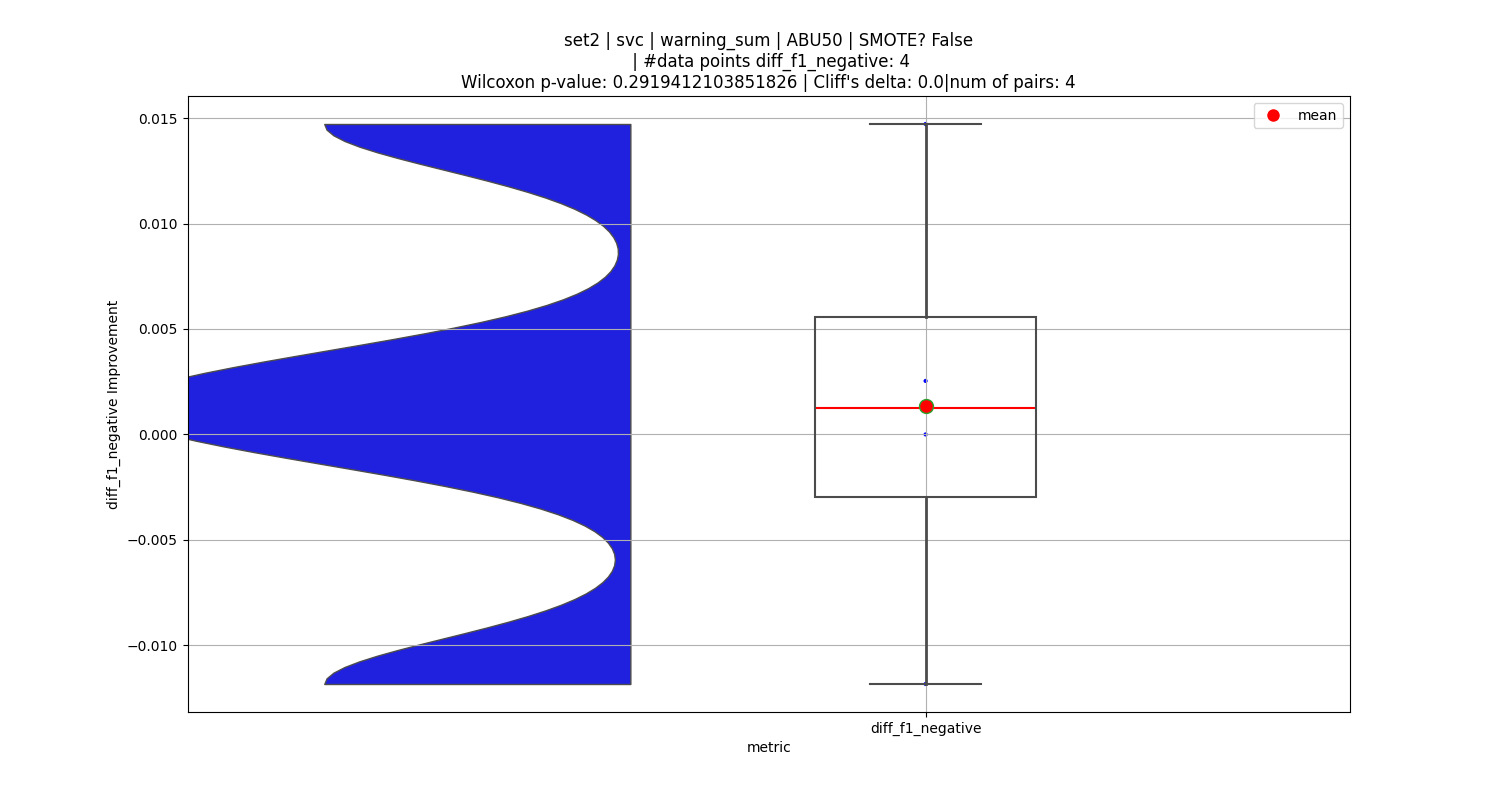 set2 | svc | warning_sum | ABU50 | SMOTE? False
| #data points diff_f1_negative: 4
Wilcoxon p-value: 0.2919412103851826 | Cliff's delta: 0.0|num of pairs: 4
mean
0.015
0.010
0.005
0.000
−0.005
−0.010
diff_f1_negative Improvement
diff_f1_negative
metric